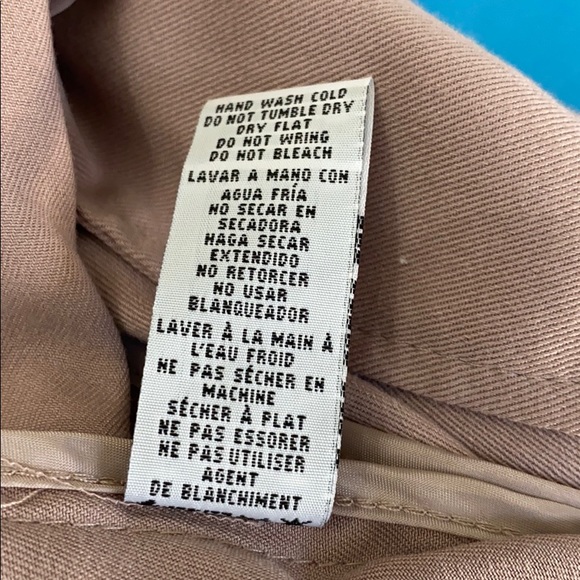 HAND WASH COLD
DO NOT TUMBLE DRY
DRY FLAT
DO NOT WRING
DO NOT BLEACH
LAVAR A MANO CON
AGUA FRÍA
NO SECAR EN
SECADORA
HAGA SECAR
EXTENDIDO
NO RETORCER
NO USAR
BLANQUEADOR
LAVER À LA MAIN À
L'EAU FROID
NE PAS SÉCHER EN
MACHINE
SÉCHER À PLAT
NE PAS ESSORER
NE PAS UTILISER
AGENT
DE BLANCHIMENT